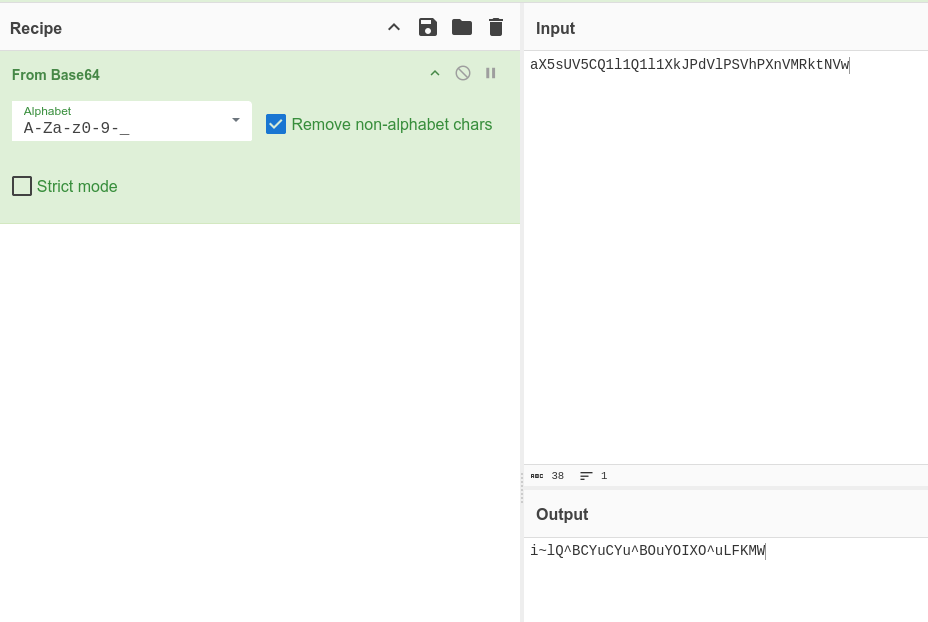 Recipe
Input
From Base64
Alphabet
A-Za-z0-9-_
Remove non-alphabet chars
Strict mode
aX5sUV5CQ1l1Q1l1XkJPdVlPSVhPXnVMRktNVw
ABC 38 1
Output
i~lQ^BCYuCYu^BOuYOIXO^uLFKMW